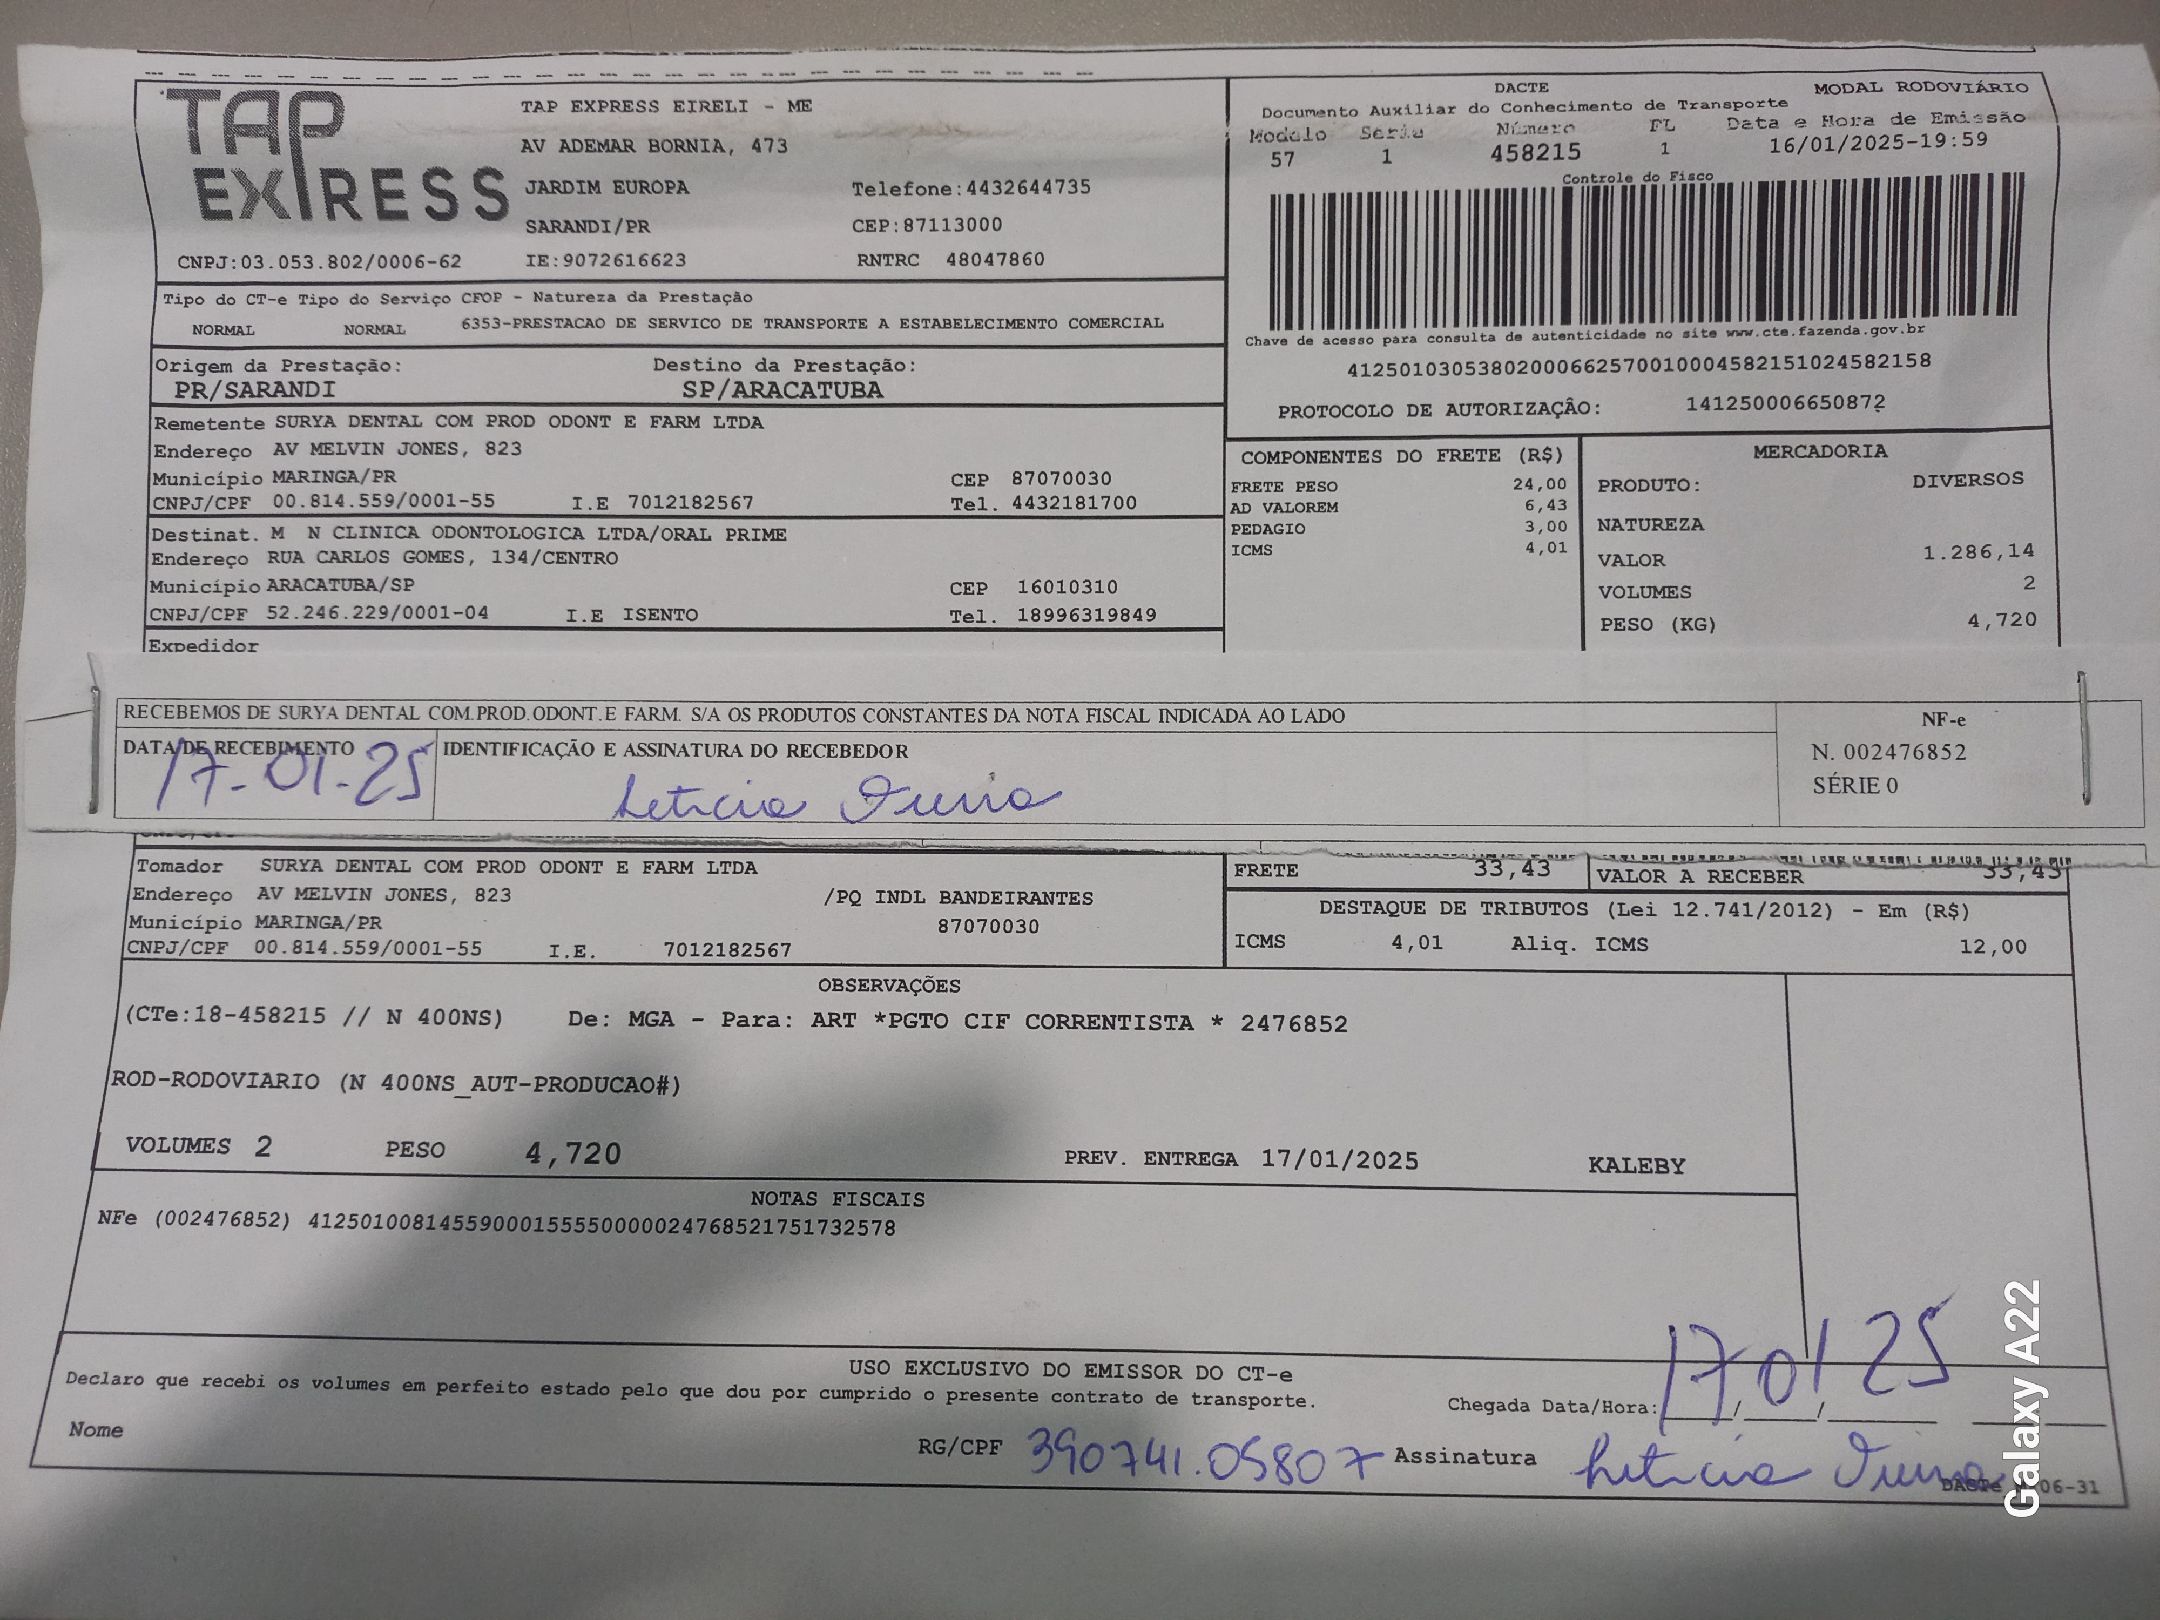 TAP EXPRESS
TAP EXPRESS EIRELI - ME
AV ADEMAR BORNIA, 473
JARDIM EUROPA Telefone:4432644735
SARANDI/PR CEP:87113000
CNPJ:03.053.802/0006-62 IE:9072616623 RNTRC 48047860
DACTE MODAL RODOVIÁRIO
Documento Auxiliar do Conhecimento de Transporte
Modelo Serie Número FL Data e Hora de Emissão
57 1 458215 1 16/01/2025-19:59
Controle do Fisco
Chave de acesso para consulta de autenticidade no site www.cte.fazenda.gov.br
41250103053802000662570010004582151024582158
PROTOCOLO DE AUTORIZAÇÃO: 141250006650872
Tipo do CT-e Tipo do Serviço CFOP - Natureza da Prestação
NORMAL NORMAL 6353-PRESTACAO DE SERVICO DE TRANSPORTE A ESTABELECIMENTO COMERCIAL
Origem da Prestação: Destino da Prestação:
PR/SARANDI SP/ARACATUBA
Remetente SURYA DENTAL COM PROD ODONT E FARM LTDA
Endereço AV MELVIN JONES, 823
Município MARINGA/PR CEP 87070030
CNPJ/CPF 00.814.559/0001-55 I.E 7012182567 Tel. 4432181700
Destinat. M N CLINICA ODONTOLOGICA LTDA/ORAL PRIME
Endereço RUA CARLOS GOMES, 134/CENTRO
Município ARACATUBA/SP CEP 16010310
CNPJ/CPF 52.246.229/0001-04 I.E ISENTO Tel. 18996319849
Expedidor
COMPONENTES DO FRETE (R$)
FRETE PESO 24,00
AD VALOREM 6,43
PEDAGIO 3,00
ICMS 4,01
MERCADORIA
PRODUTO: DIVERSOS
NATUREZA
VALOR 1.286,14
VOLUMES 2
PESO (KG) 4,720
RECEBEMOS DE SURYA DENTAL COM.PROD.ODONT.E FARM. S/A OS PRODUTOS CONSTANTES DA NOTA FISCAL INDICADA AO LADO
DATA DE RECEBIMENTO IDENTIFICAÇÃO E ASSINATURA DO RECEBEDOR
17-01-25 Leticia
NF-e
N. 002476852
SÉRIE 0
Tomador SURYA DENTAL COM PROD ODONT E FARM LTDA
Endereço AV MELVIN JONES, 823 /PQ INDL BANDEIRANTES
Município MARINGA/PR 87070030
CNPJ/CPF 00.814.559/0001-55 I.E. 7012182567
FRETE 33,43 VALOR A RECEBER 33,43
DESTAQUE DE TRIBUTOS (Lei 12.741/2012) - Em (R$)
ICMS 4,01 Aliq. ICMS 12,00
OBSERVAÇÕES
(CTe:18-458215 // N 400NS) De: MGA - Para: ART *PGTO CIF CORRENTISTA * 2476852
ROD-RODOVIARIO (N 400NS_AUT-PRODUCAO#)
VOLUMES 2 PESO 4,720 PREV. ENTREGA 17/01/2025 KALEBY
NOTAS FISCAIS
NFe (002476852) 41250100814559000155550000024768521751732578
USO EXCLUSIVO DO EMISSOR DO CT-e
Declaro que recebi os volumes em perfeito estado pelo que dou por cumprido o presente contrato de transporte.
Chegada Data/Hora: 17/01/25
Nome RG/CPF 390741.05807 Assinatura Leticia
06-31
Galaxy A22